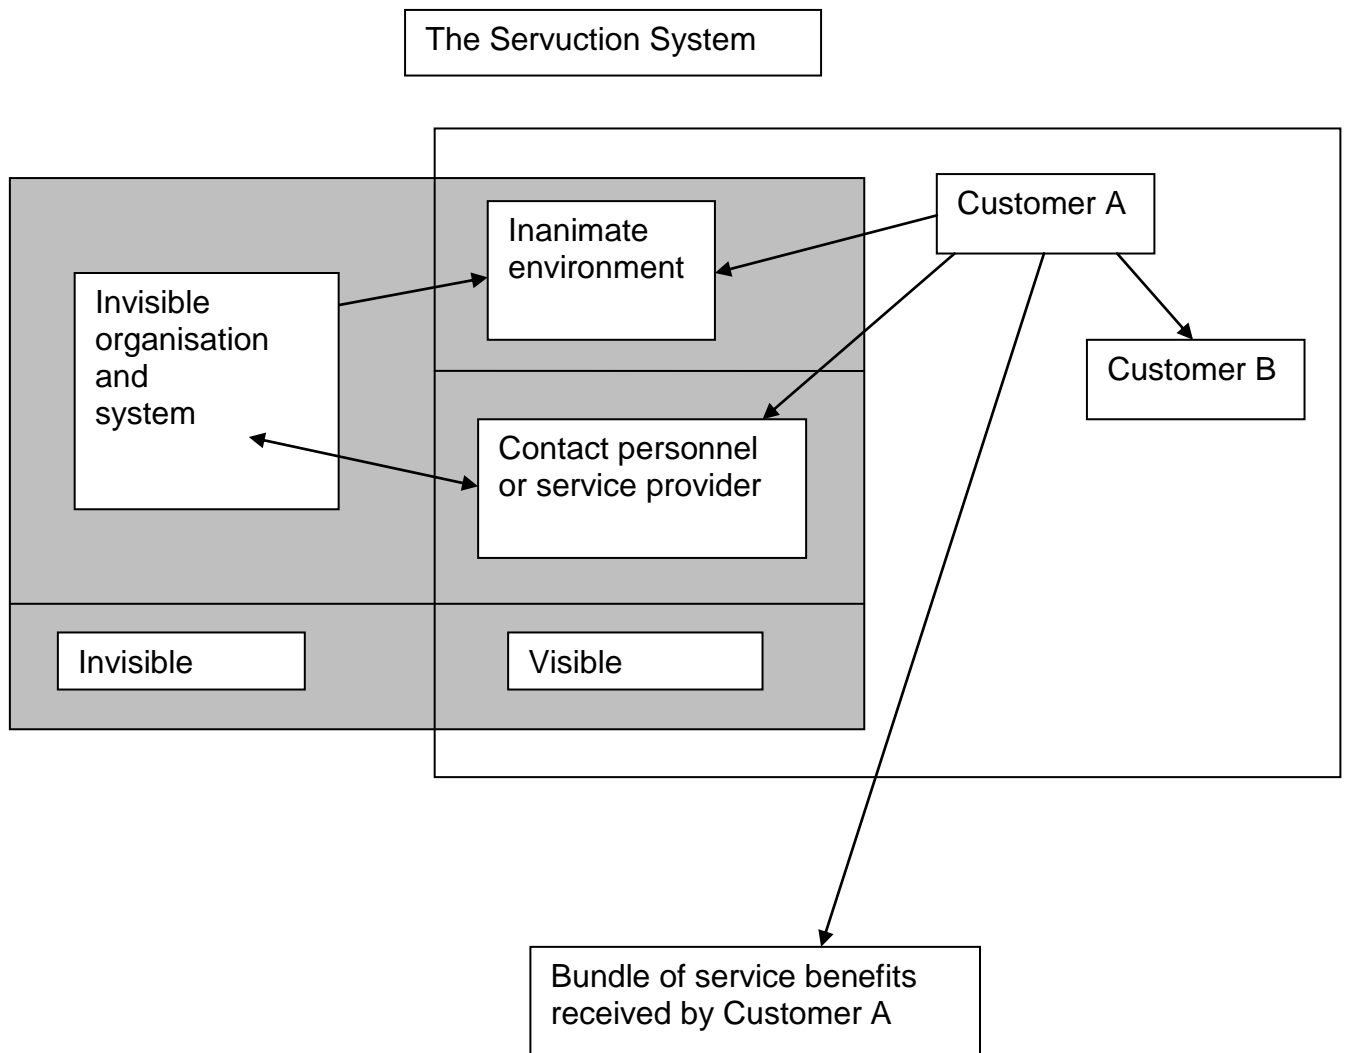 The Servuction System
Customer A
Inanimate
environment
Invisible
organisation
and
system
Customer B
Contact personnel
or service provider
Invisible
Visible
Bundle of service benefits
received by Customer A